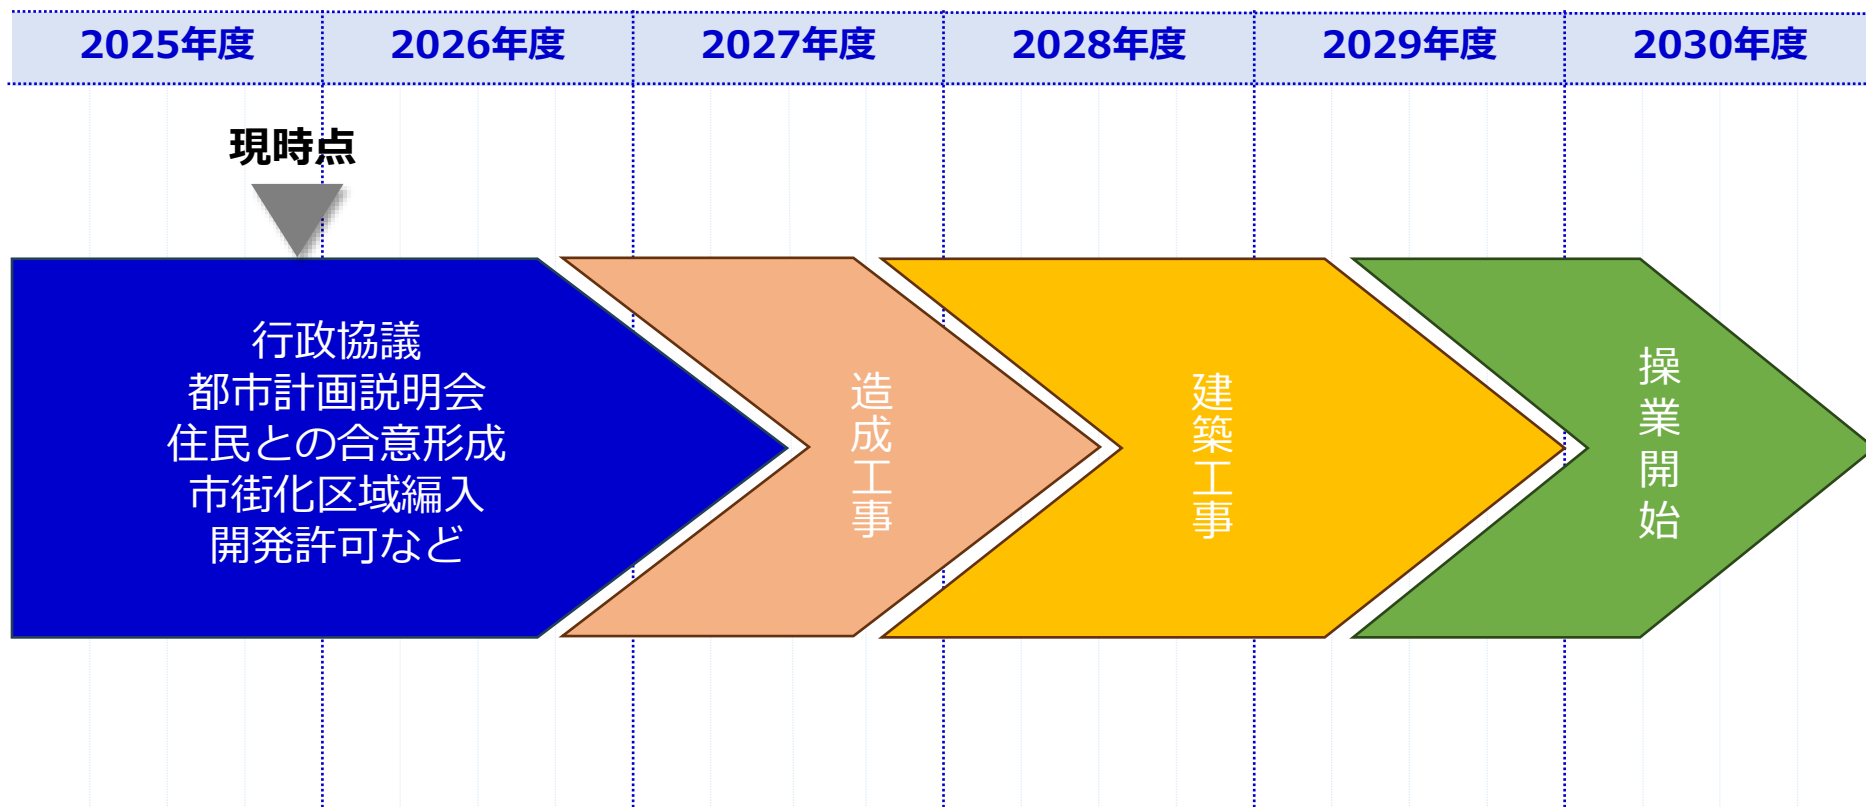 2025年度
2026年度
2027年度
2028年度
2029年度
2030年度
現時点
行政協議
都市計画説明会
住民との合意形成
市街化区域編入
開発許可など
造成工事
建築工事
操業開始